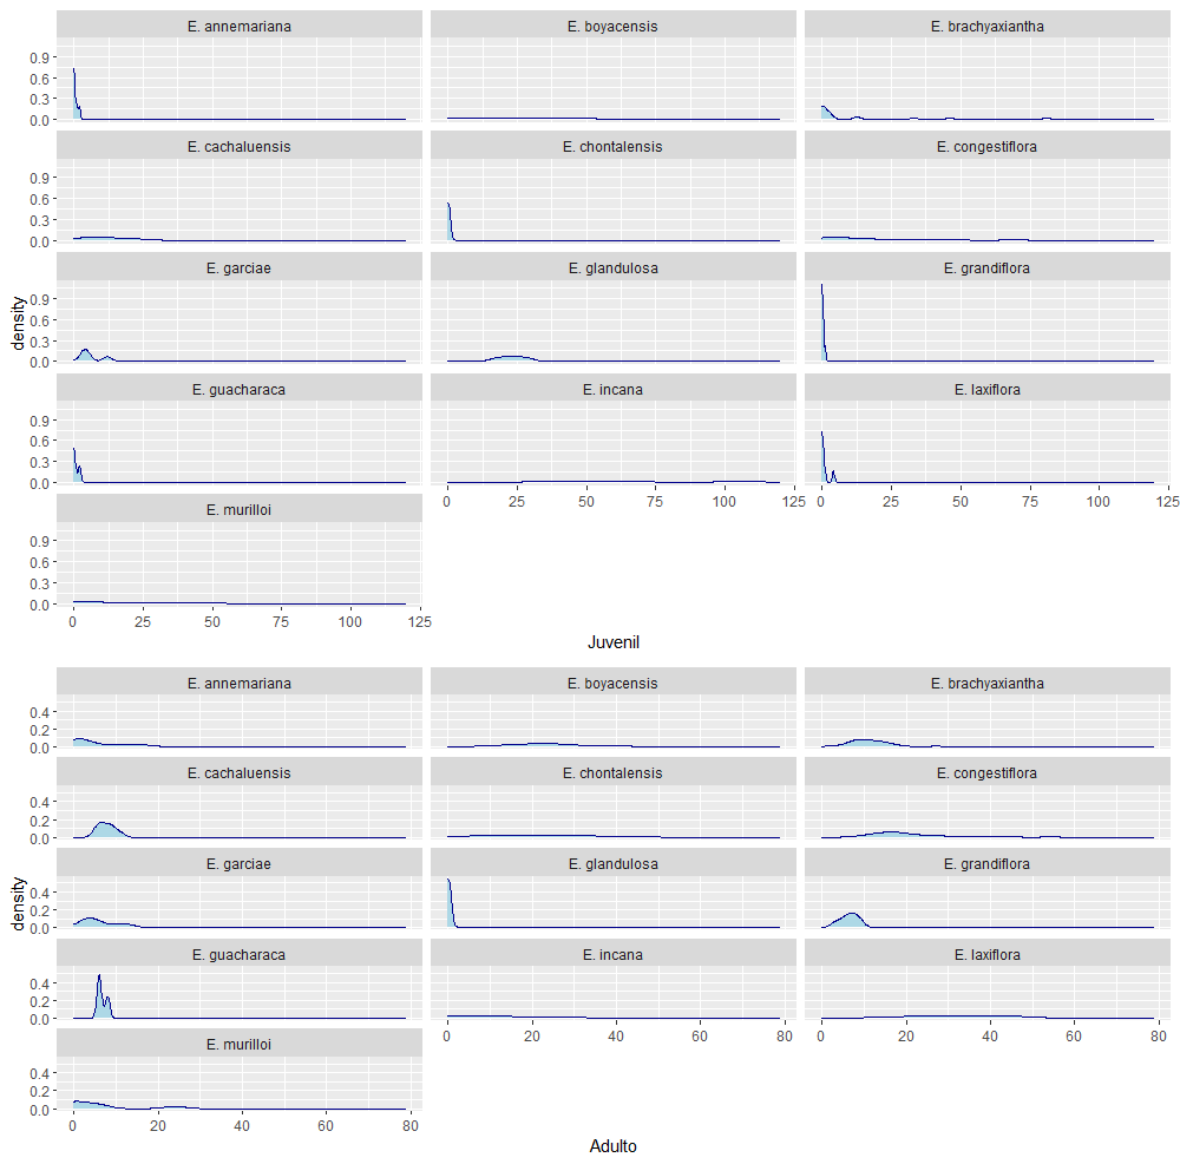 E. annemariana E. boyacensis E. brachyaxiantha
0.9
0.6
0.3
0.0
E. cachaluensis E. chontalensis E. congestiflora
0.9
0.6
0.3
0.0
E. garciae E. glandulosa E. grandiflora
density
0.9
0.6
0.3
0.0
E. guacharaca E. incana E. laxiflora
0.9
0.6
0.3
0.0
0 25 50 75 100 125 0 25 50 75 100 125
E. murilloi
0.9
0.6
0.3
0.0
0 25 50 75 100 125
Juvenil
E. annemariana E. boyacensis E. brachyaxiantha
0.4
0.2
0.0
E. cachaluensis E. chontalensis E. congestiflora
0.4
0.2
0.0
E. garciae E. glandulosa E. grandiflora
density
0.4
0.2
0.0
E. guacharaca E. incana E. laxiflora
0.4
0.2
0.0
0 20 40 60 80 0 20 40 60 80
E. murilloi
0.4
0.2
0.0
0 20 40 60 80
Adulto